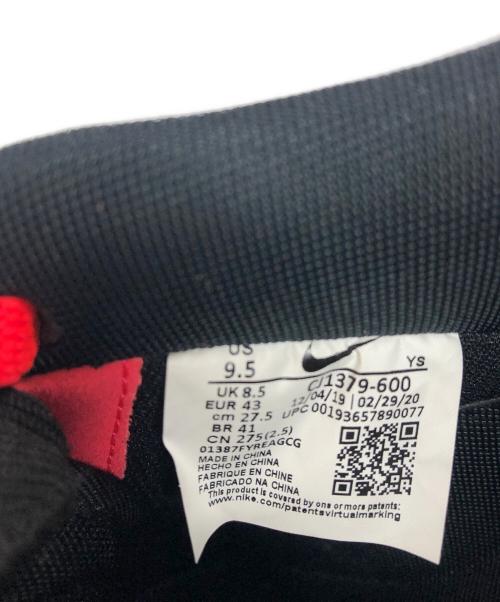 US
9.5
YS
UK 8.5
CJ1379-600
EUR 43
12/04/19 | 02/29/20
cm 27.5
UPC 00193657890077
BR 41
CN 275(2.5)
01387FYREAGCG
MADE IN CHINA
HECHO EN CHINA
FABRIQUE EN CHINE
FABRICADO NA CHINA
This product is covered by one or more patents:
www.nike.com/patentsvirtualmarking